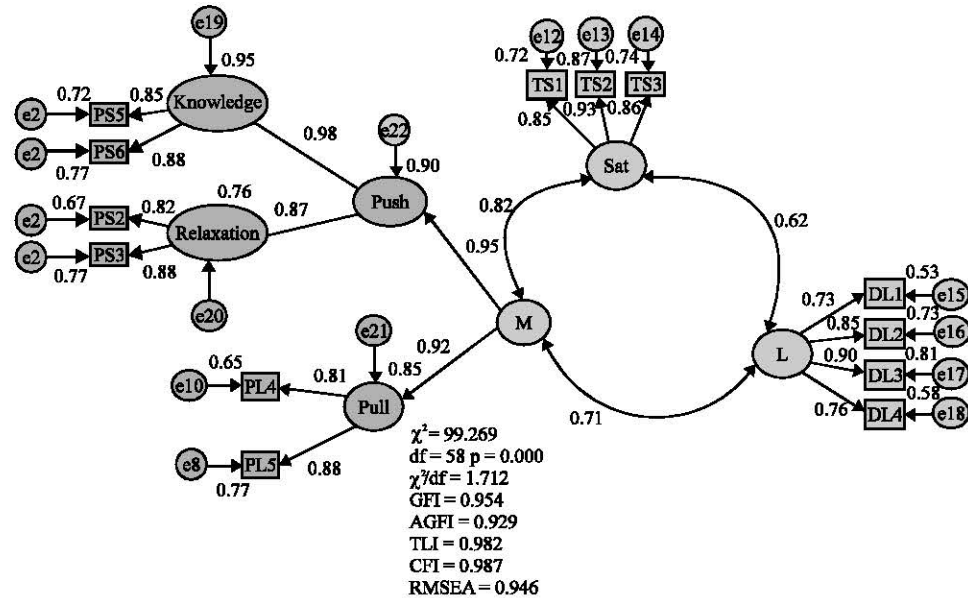 e19
0.95
Knowledge
0.72
0.85
e2
PS5
e2
PS6
0.77
0.88
0.98
e22
0.90
Push
0.67
0.82
0.76
0.87
e2
PS2
Relaxation
e2
PS3
0.77
0.88
e20
e12
e13
e14
0.72
0.87
0.74
TS1
TS2
TS3
0.85
0.93
0.86
Sat
0.82
0.62
0.95
M
e21
0.92
0.65
0.81
0.85
e10
PL4
Pull
e8
PL5
0.77
0.88
0.71
L
0.73
DL1
0.53
e15
0.85
DL2
0.73
e16
0.90
DL3
0.81
e17
0.76
DL4
0.58
e18
χ² = 99.269
df = 58 p = 0.000
χ²/df = 1.712
GFI = 0.954
AGFI = 0.929
TLI = 0.982
CFI = 0.987
RMSEA = 0.946